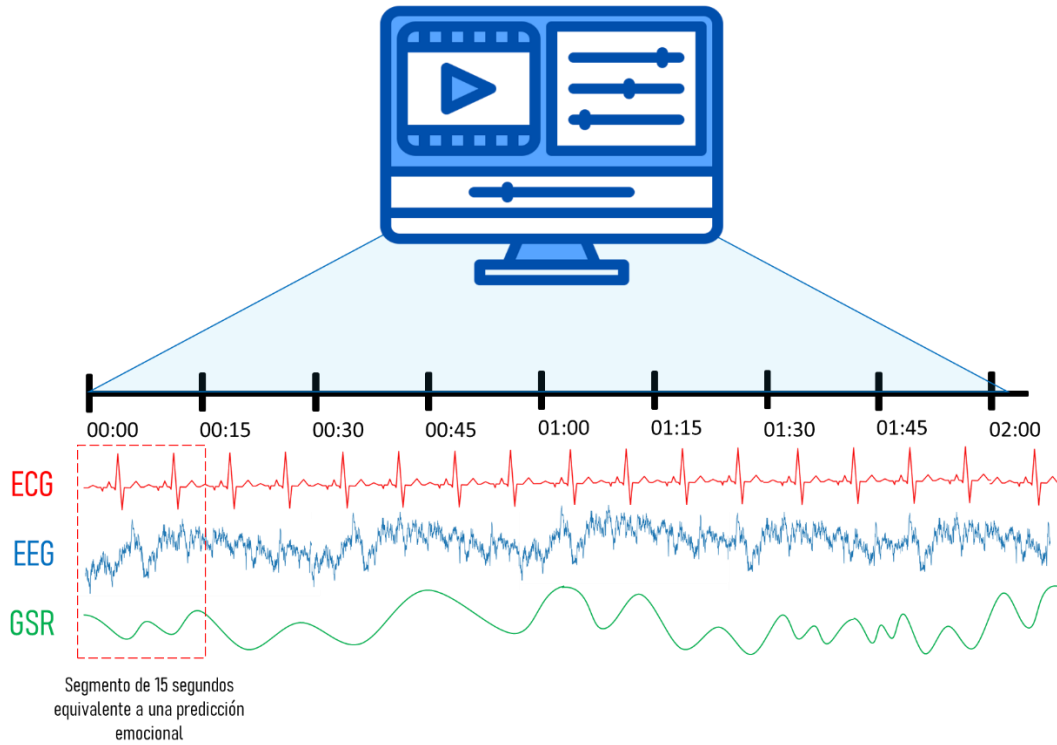 00:00 00:15 00:30 00:45 01:00 01:15 01:30 01:45 02:00
ECG
EEG
GSR
Segmento de 15 segundos
equivalente a una predicción
emocional